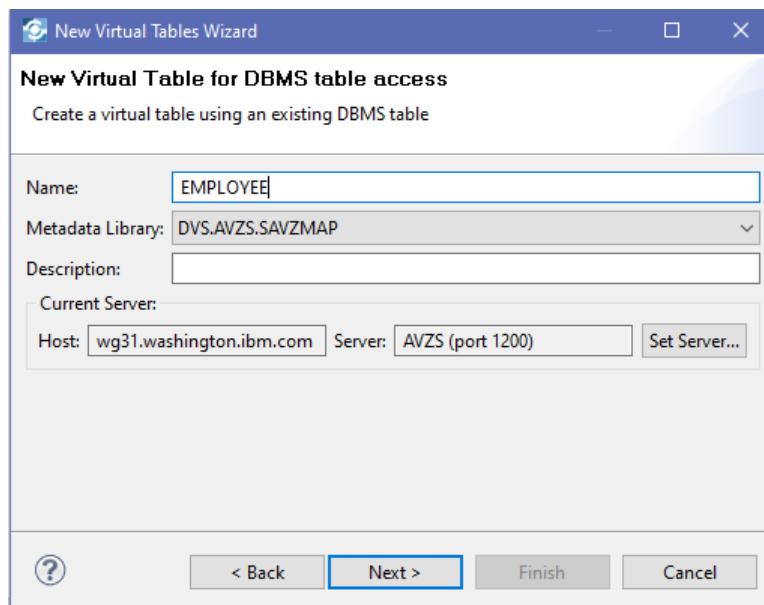 New Virtual Tables Wizard
New Virtual Table for DBMS table access
Create a virtual table using an existing DBMS table
Name: EMPLOYEE
Metadata Library: DVS.AVZS.SAVZMAP
Description:
Current Server:
Host: wg31.washington.ibm.com Server: AVZS (port 1200) Set Server...
? < Back Next > Finish Cancel